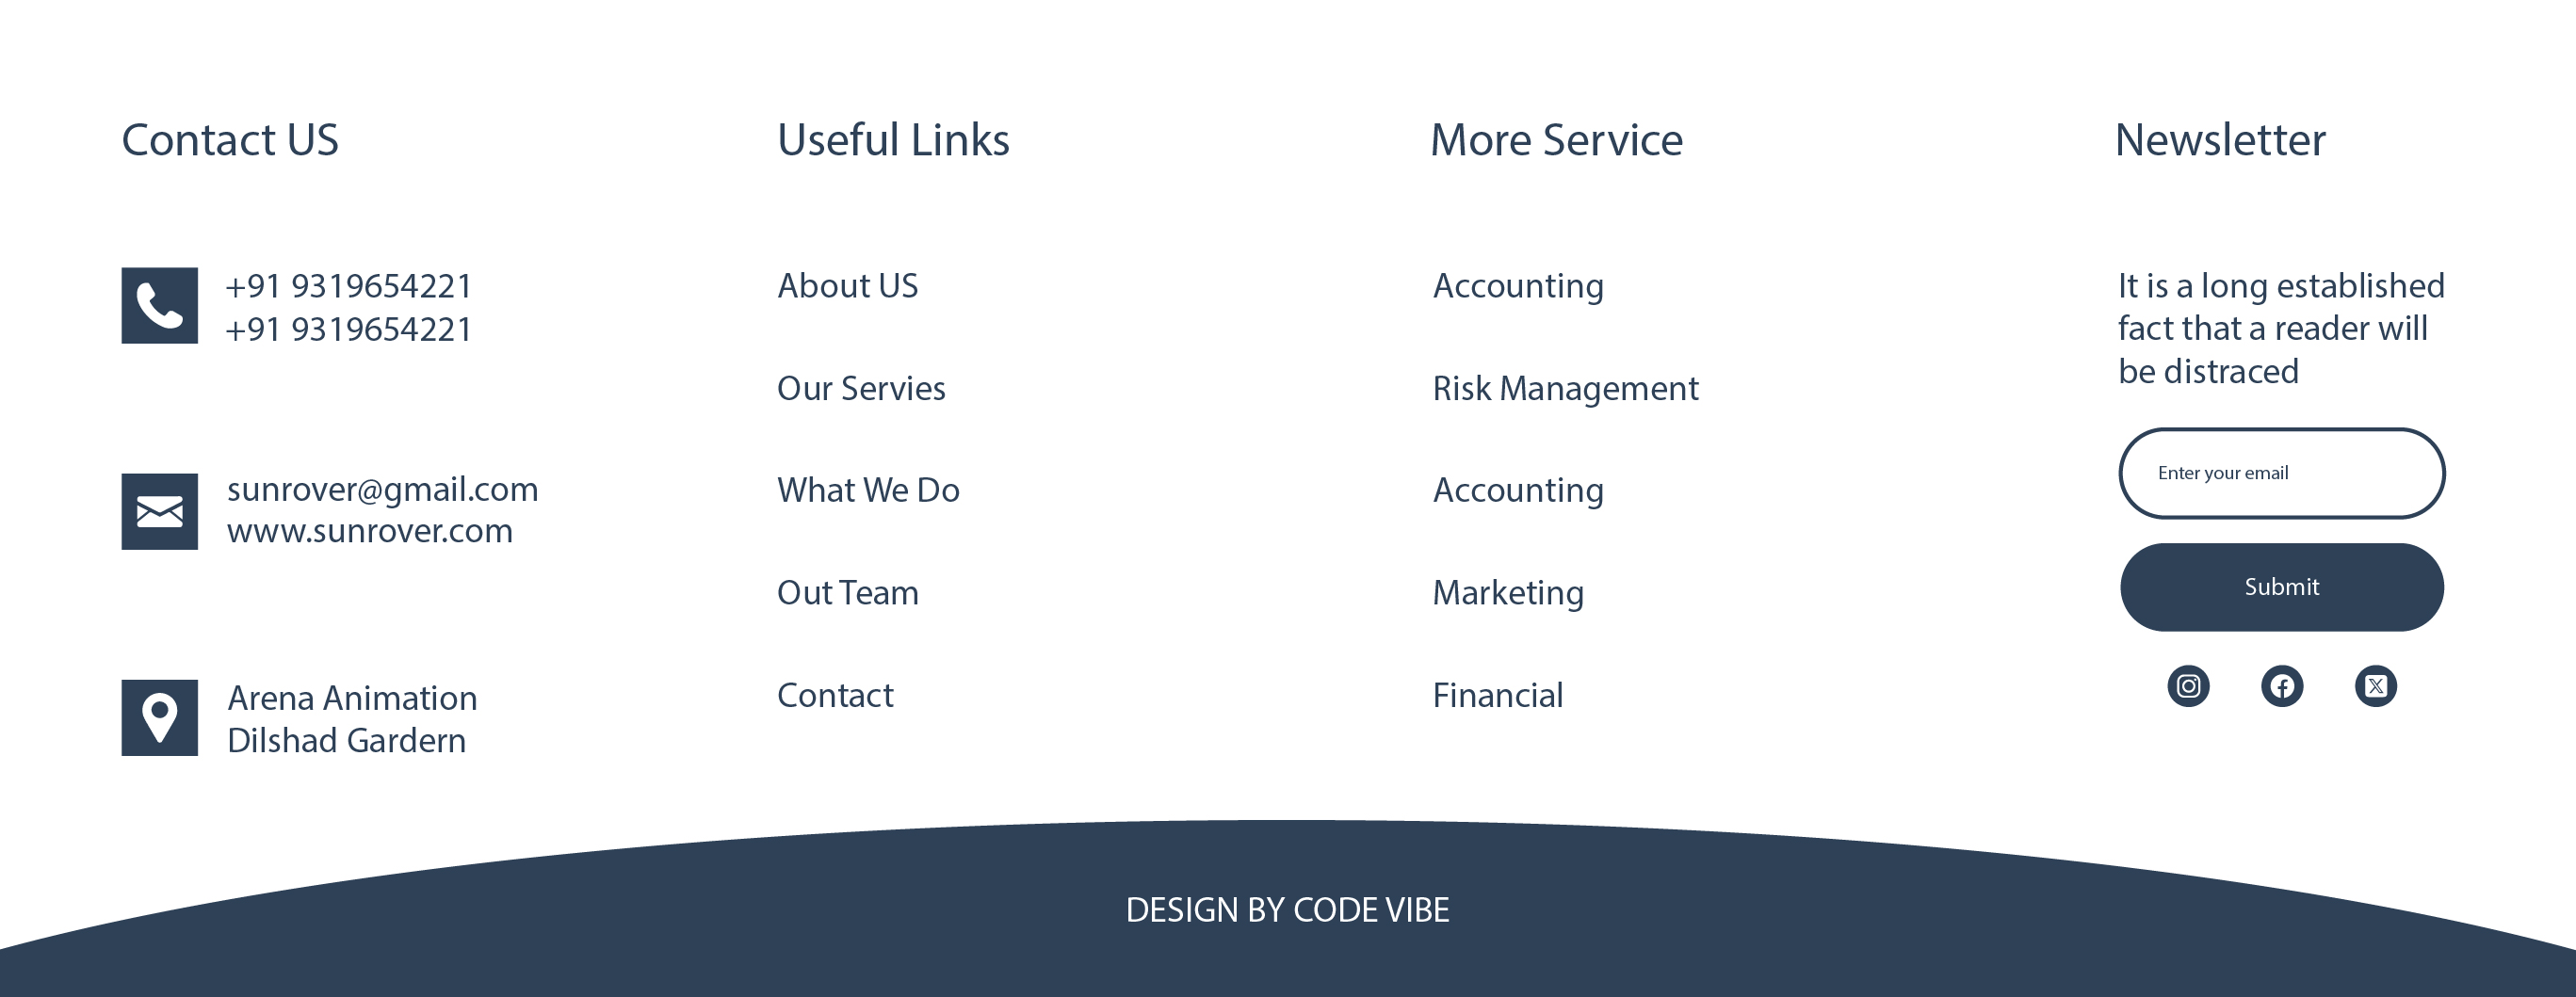 Contact US
+91 9319654221
+91 9319654221
sunrover@gmail.com
www.sunrover.com
Arena Animation
Dilshad Gardern
Useful Links
About US
Our Servies
What We Do
Out Team
Contact
More Service
Accounting
Risk Management
Accounting
Marketing
Financial
Newsletter
It is a long established
fact that a reader will
be distraced
Enter your email
Submit
DESIGN BY CODE VIBE